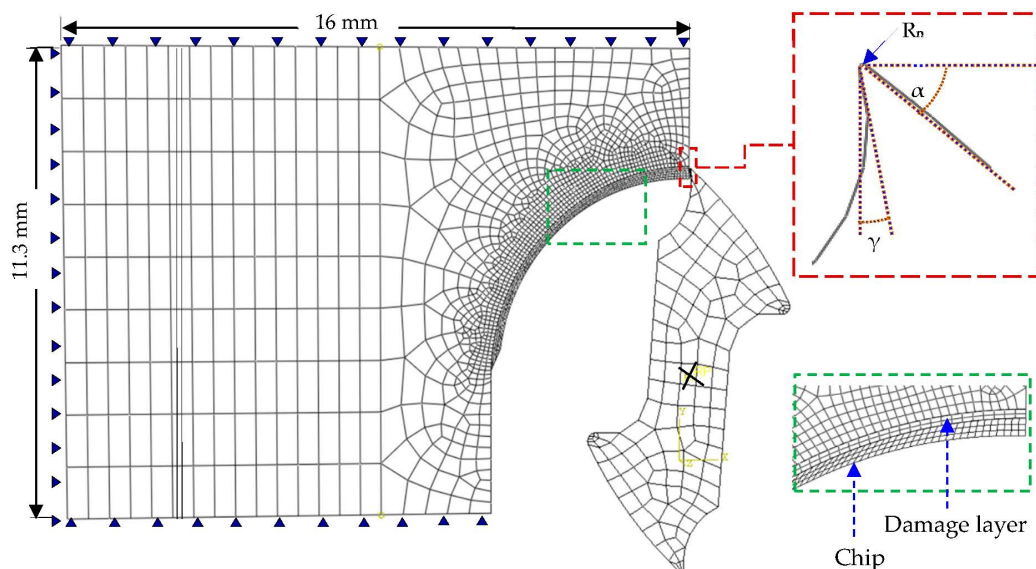 16 mm
Rn
α
11.3 mm
γ
Y
Z
X
Damage layer
Chip